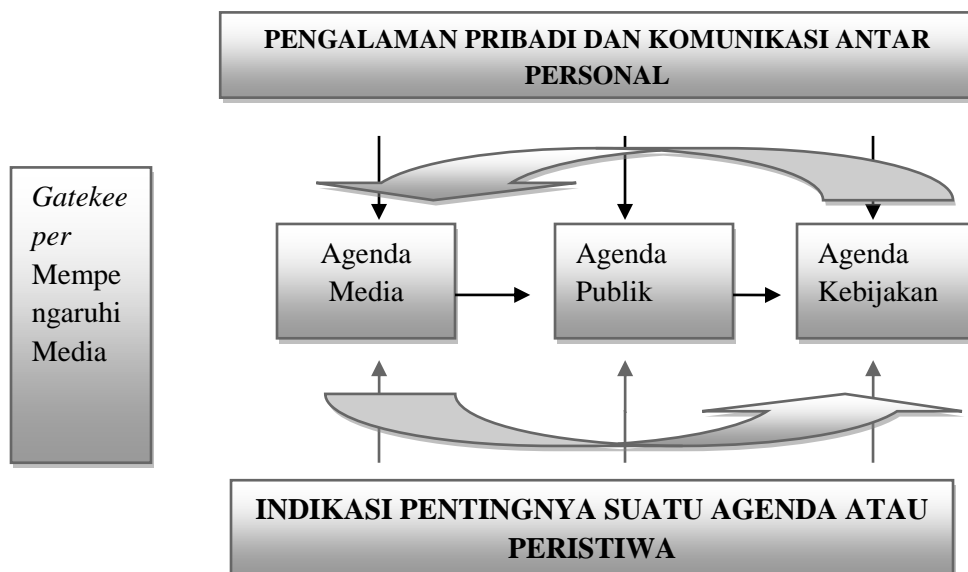 PENGALAMAN PRIBADI DAN KOMUNIKASI ANTAR
PERSONAL
Gatekee
per
Mempe
ngaruhi
Media
Agenda
Media
Agenda
Publik
Agenda
Kebijakan
INDIKASI PENTINGNYA SUATU AGENDA ATAU
PERISTIWA